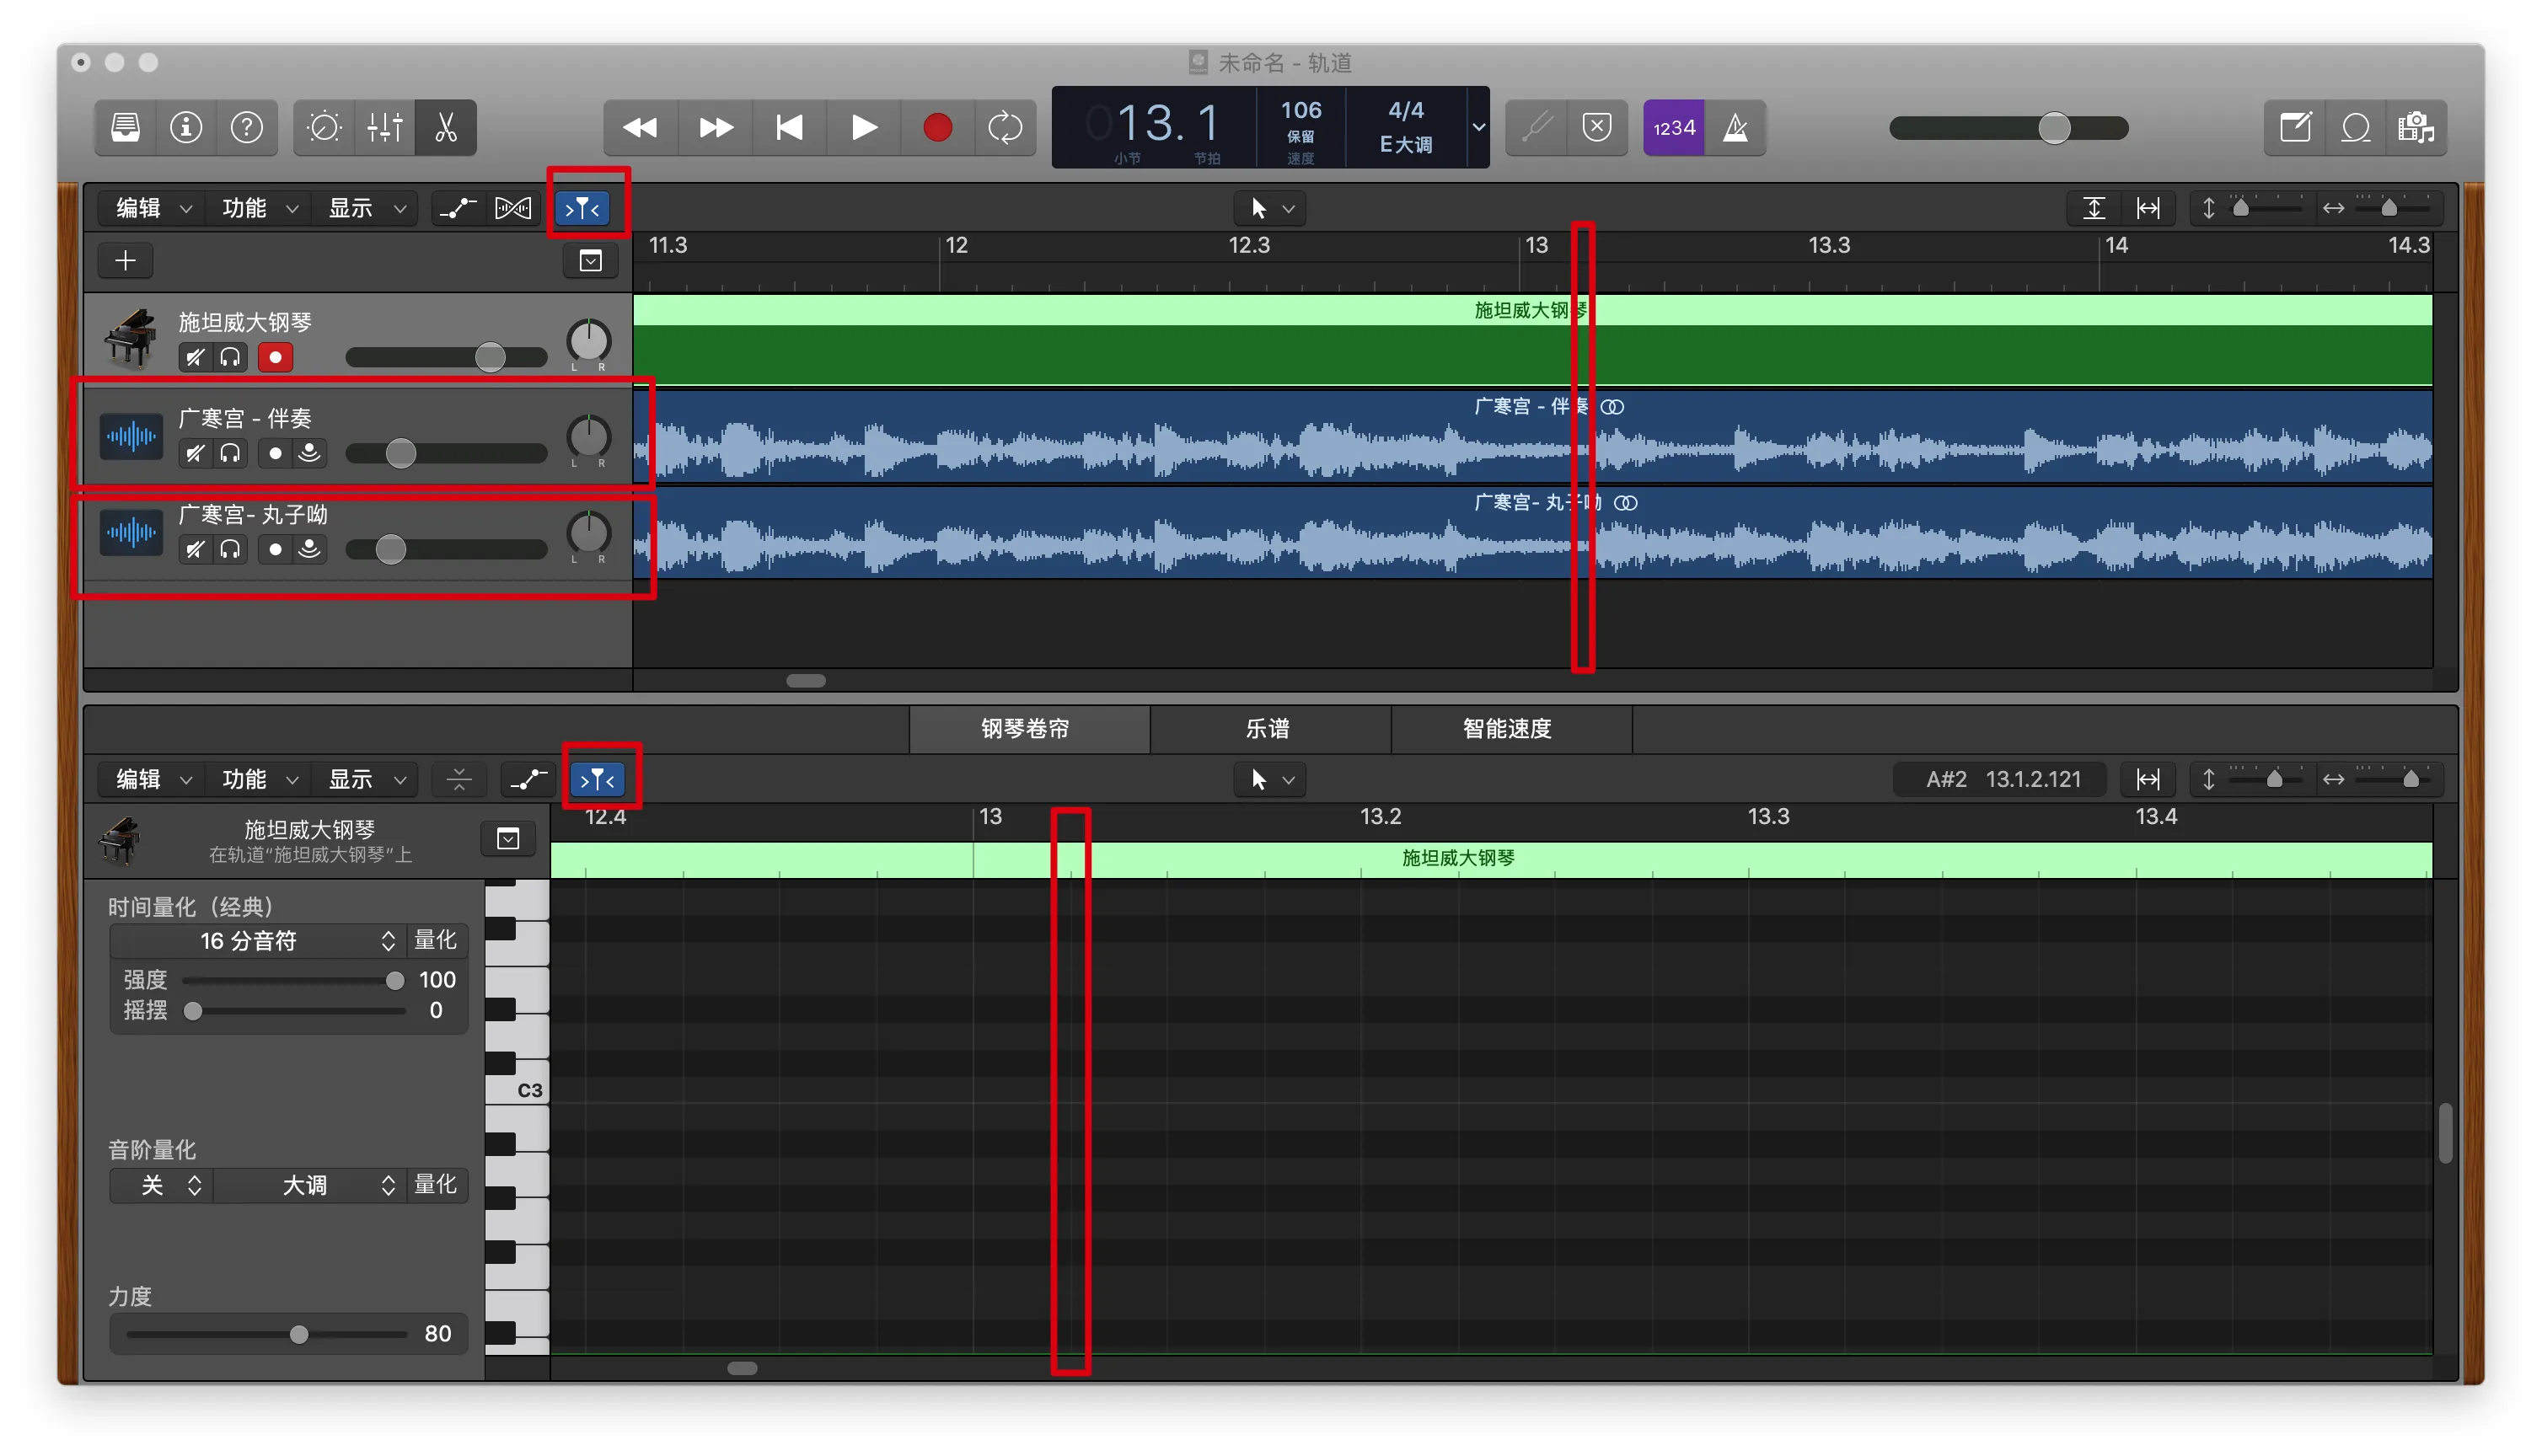 未命名 - 轨道
013. 1
小节 节拍
106
保留
速度
4/4
E大调
1234
编辑 功能 显示
11.3 12 12.3 13 13.3 14 14.3
施坦威大钢琴
L R
施坦威大钢琴
广寒宫 - 伴奏
L R
广寒宫 - 伴奏
广寒宫- 丸子呦
L R
广寒宫- 丸子呦
钢琴卷帘 乐谱 智能速度
编辑 功能 显示
A#2 13.1.2.121
12.4 13 13.2 13.3 13.4
施坦威大钢琴
在轨道“施坦威大钢琴”上
施坦威大钢琴
时间量化（经典）
16 分音符 量化
强度 100
摇摆 0
C3
音阶量化
关 大调 量化
力度
80